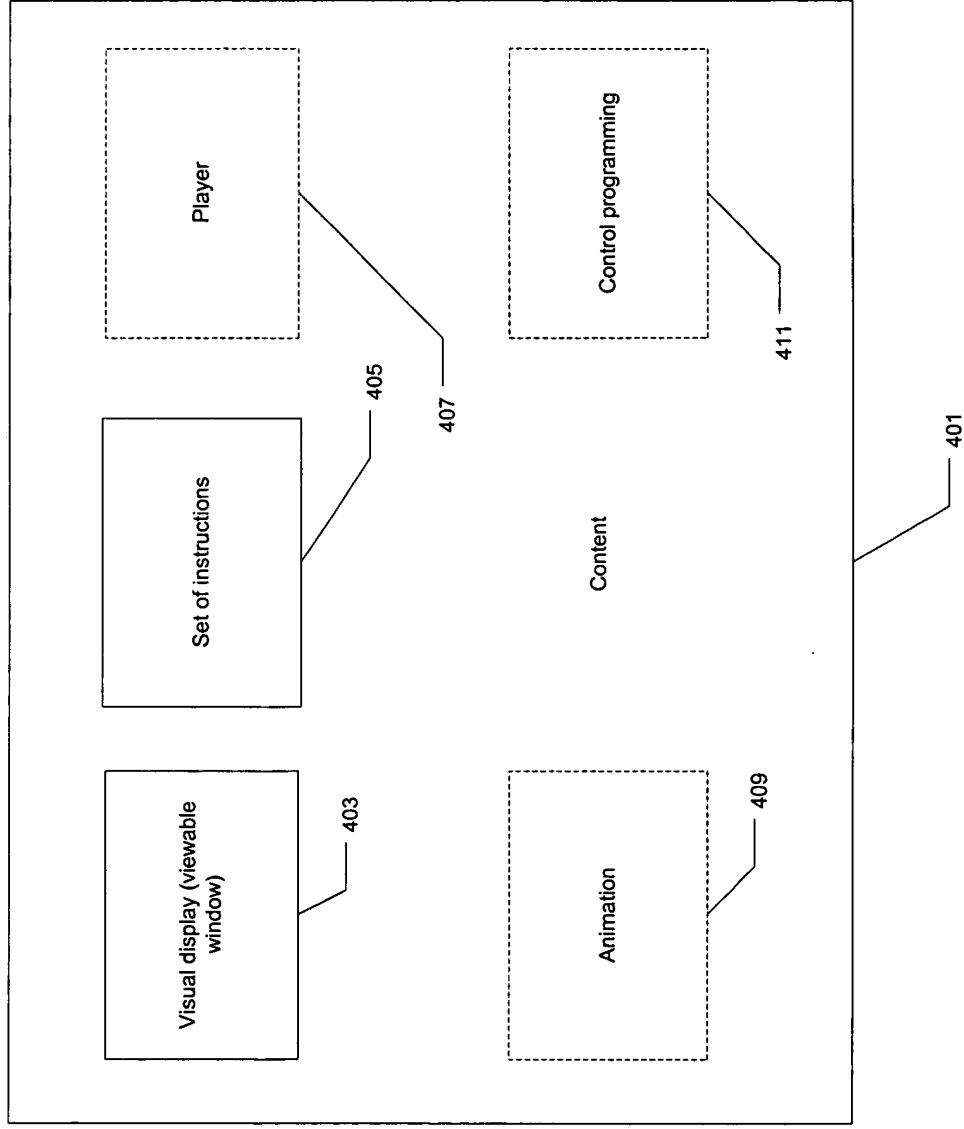 Visual display (viewable
window)
403
Set of instructions
405
Player
407
Animation
409
Content
Control programming
411
401